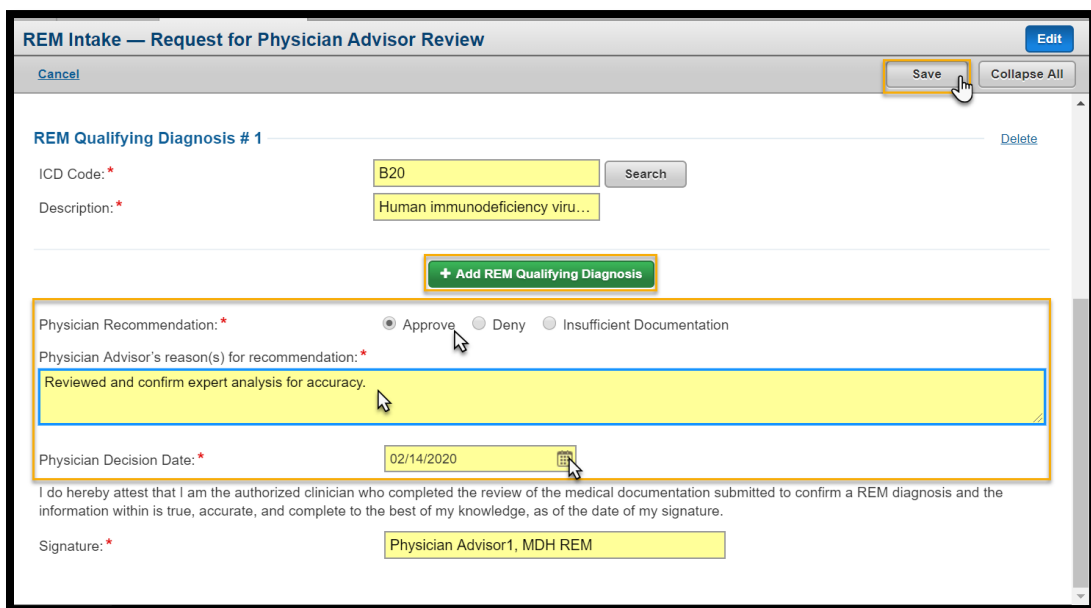 REM Intake — Request for Physician Advisor Review
Edit
Cancel
Save
Collapse All
REM Qualifying Diagnosis # 1
Delete
ICD Code: *
B20
Search
Description: *
Human immunodeficiency viru...
+ Add REM Qualifying Diagnosis
Physician Recommendation: *
Approve
Deny
Insufficient Documentation
Physician Advisor's reason(s) for recommendation: *
Reviewed and confirm expert analysis for accuracy.
Physician Decision Date: *
02/14/2020
I do hereby attest that I am the authorized clinician who completed the review of the medical documentation submitted to confirm a REM diagnosis and the
information within is true, accurate, and complete to the best of my knowledge, as of the date of my signature.
Signature: *
Physician Advisor1, MDH REM